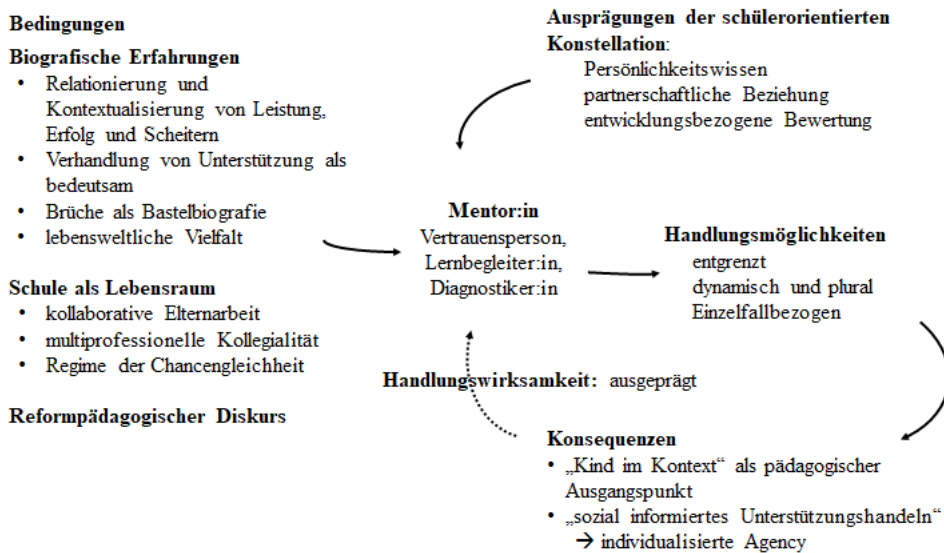 Bedingungen
Biografische Erfahrungen
• Relationierung und
Kontextualisierung von Leistung,
Erfolg und Scheitern
• Verhandlung von Unterstützung als
bedeutsam
• Brüche als Bastelbiografie
• lebensweltliche Vielfalt
Schule als Lebensraum
• kollaborative Elternarbeit
• multiprofessionelle Kollegialität
• Regime der Chancengleichheit
Reformpädagogischer Diskurs
Ausprägungen der schülerorientierten
Konstellation:
Persönlichkeitswissen
partnerschaftliche Beziehung
entwicklungsbezogene Bewertung
Mentor:in
Vertrauensperson,
Lernbegleiter:in,
Diagnostiker:in
Handlungsmöglichkeiten
entgrenzt
dynamisch und plural
Einzelfallbezogen
Handlungswirksamkeit: ausgeprägt
Konsequenzen
• „Kind im Kontext“ als pädagogischer
Ausgangspunkt
• „sozial informiertes Unterstützungshandeln“
→ individualisierte Agency